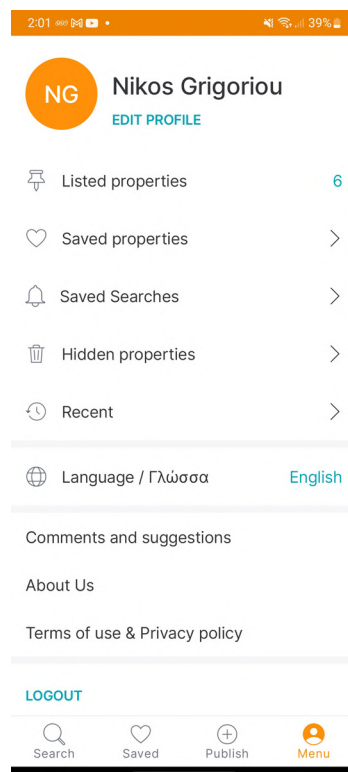 2:01 39%
NG
Nikos Grigoriou
EDIT PROFILE
Listed properties 6
Saved properties
Saved Searches
Hidden properties
Recent
Language / Γλώσσα English
Comments and suggestions
About Us
Terms of use & Privacy policy
LOGOUT
Search Saved Publish Menu